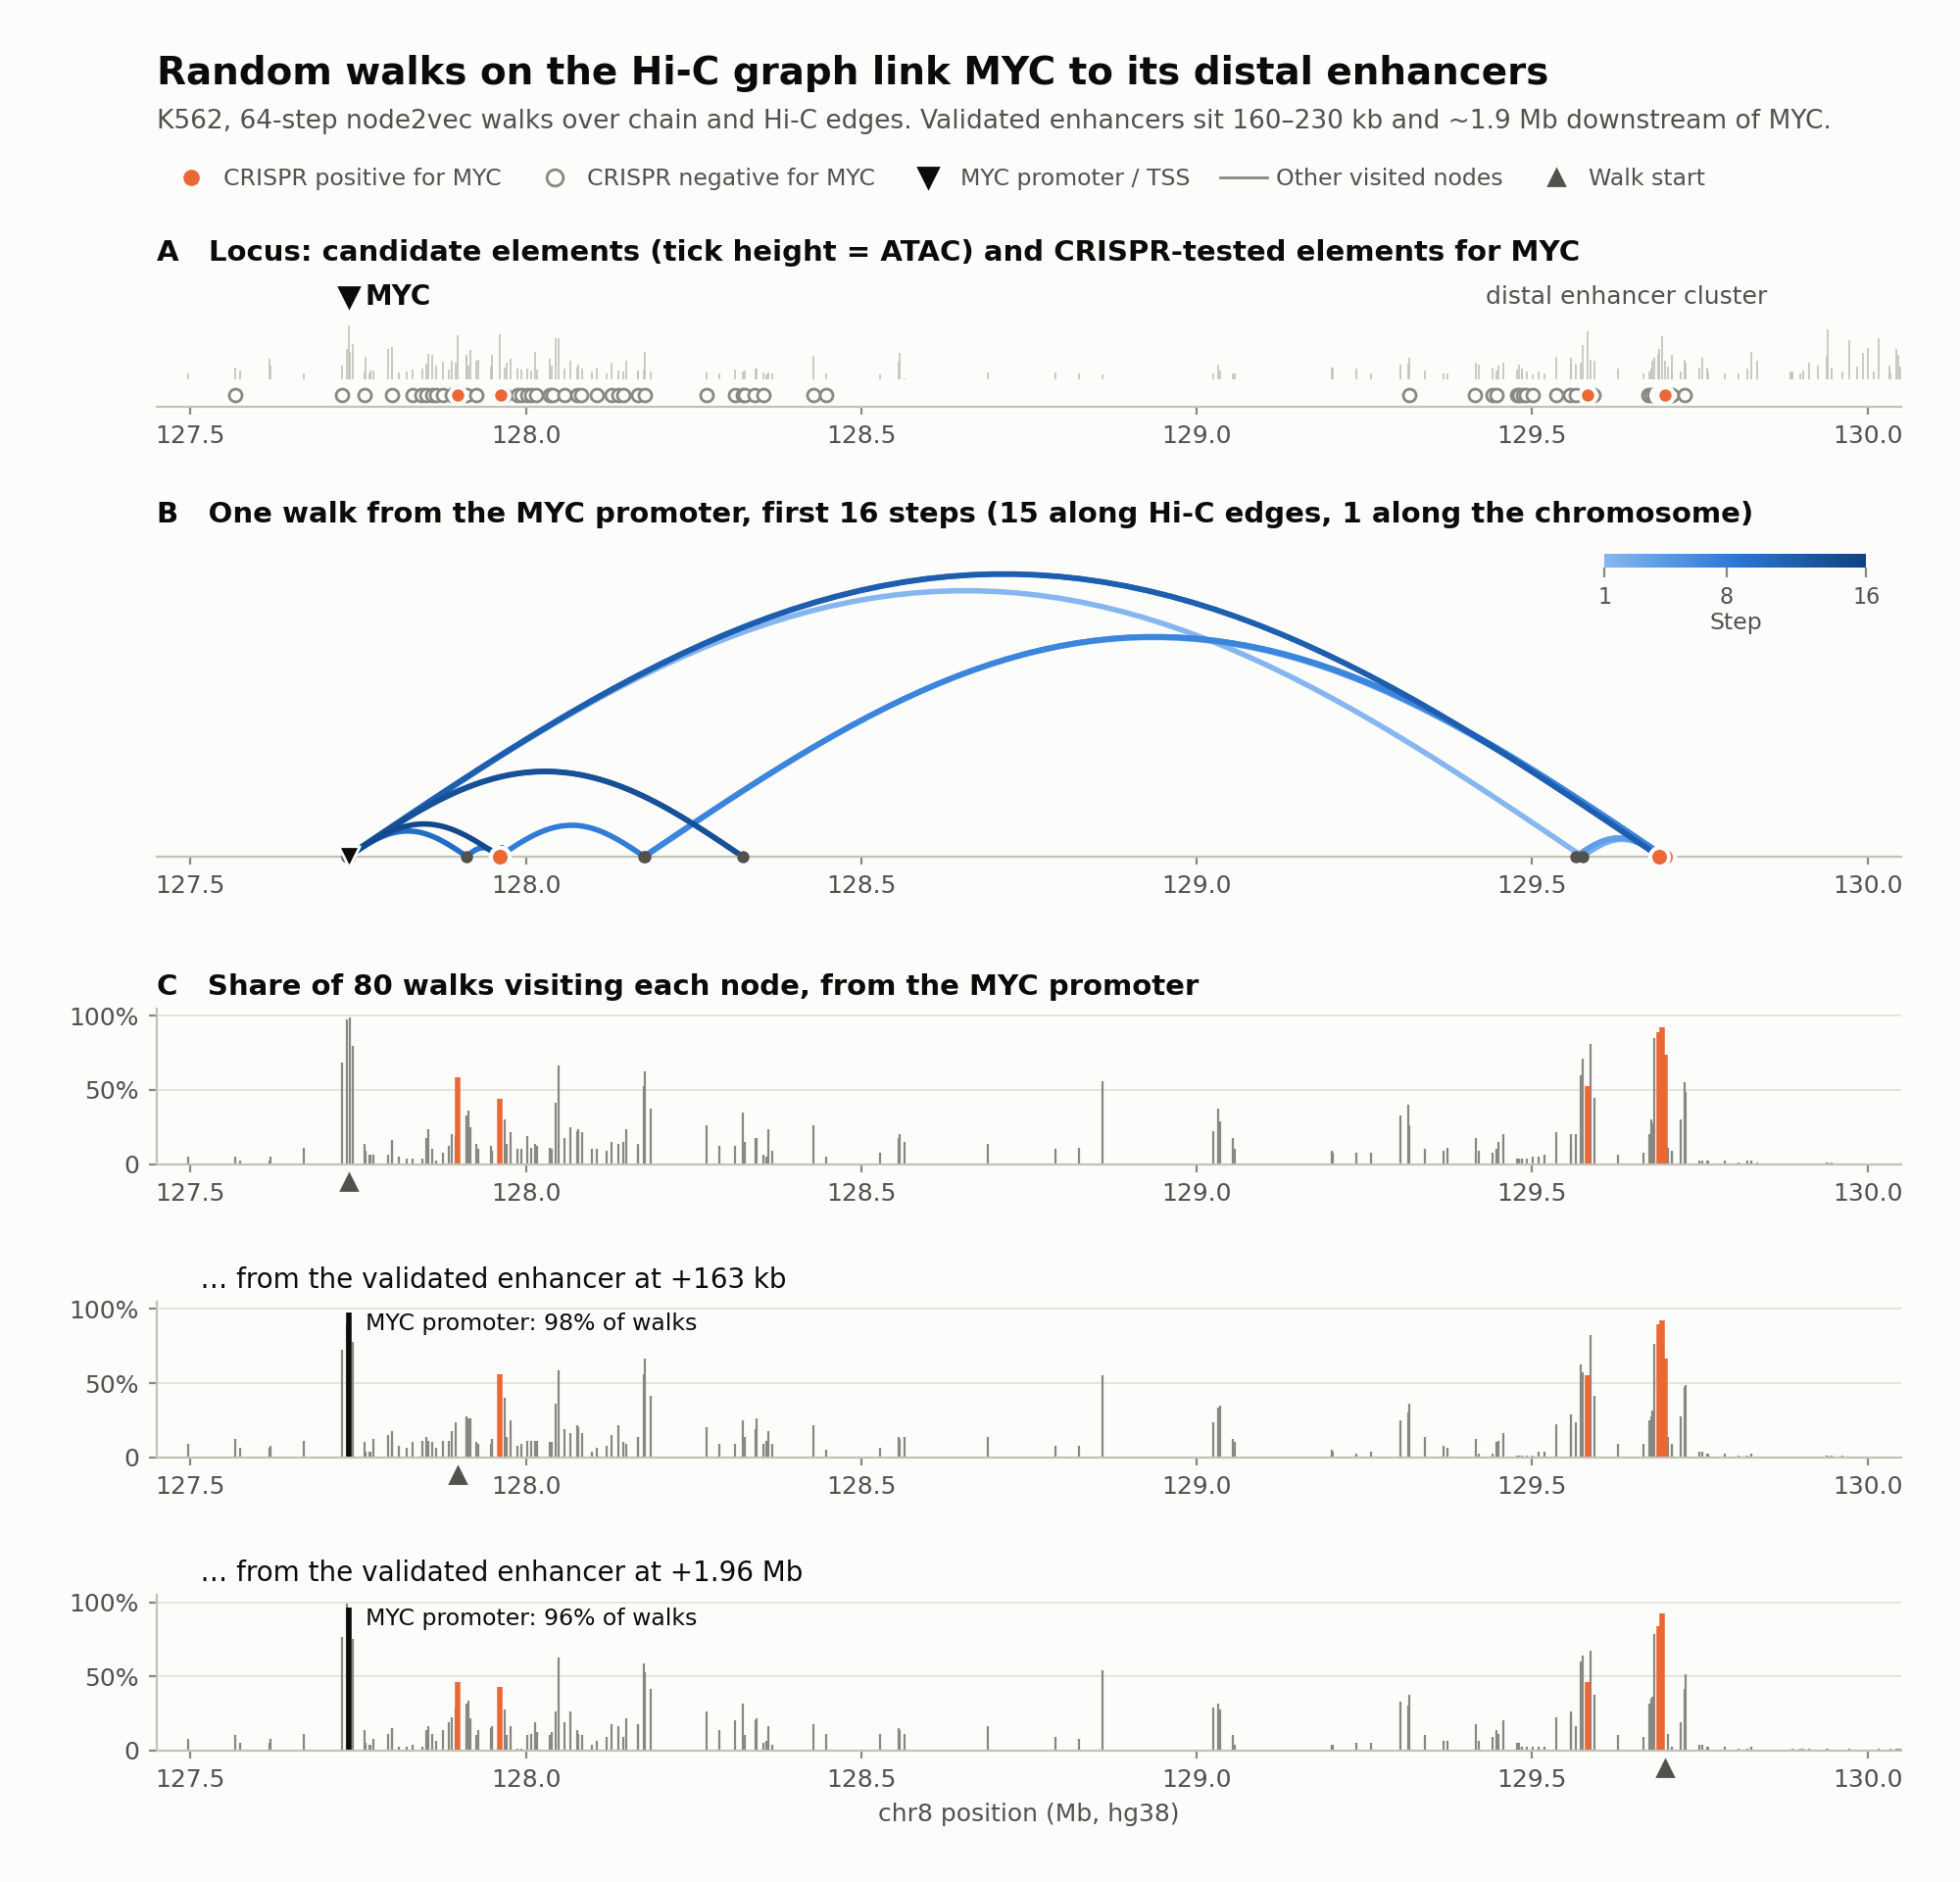 Random walks on the Hi-C graph link MYC to its distal enhancers
K562, 64-step node2vec walks over chain and Hi-C edges. Validated enhancers sit 160–230 kb and ~1.9 Mb downstream of MYC.
CRISPR positive for MYC CRISPR negative for MYC MYC promoter / TSS Other visited nodes Walk start
A Locus: candidate elements (tick height = ATAC) and CRISPR-tested elements for MYC
MYC distal enhancer cluster
127.5 128.0 128.5 129.0 129.5 130.0
B One walk from the MYC promoter, first 16 steps (15 along Hi-C edges, 1 along the chromosome)
1 8 16
Step
127.5 128.0 128.5 129.0 129.5 130.0
C Share of 80 walks visiting each node, from the MYC promoter
100%
50%
0
127.5 128.0 128.5 129.0 129.5 130.0
... from the validated enhancer at +163 kb
100%
MYC promoter: 98% of walks
50%
0
127.5 128.0 128.5 129.0 129.5 130.0
... from the validated enhancer at +1.96 Mb
100%
MYC promoter: 96% of walks
50%
0
127.5 128.0 128.5 129.0 129.5 130.0
chr8 position (Mb, hg38)